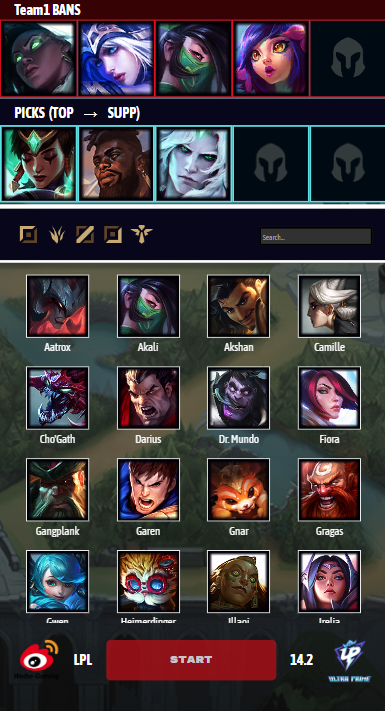 Team1 BANS
PICKS (TOP → SUPP)
Search...
Aatrox Akali Akshan Camille
Cho'Gath Darius Dr. Mundo Fiora
Gangplank Garen Gnar Gragas
Gwen Heimerdinger Illaoi Irelia
Weibo Gaming LPL START 14.2 ULTRA PRIME